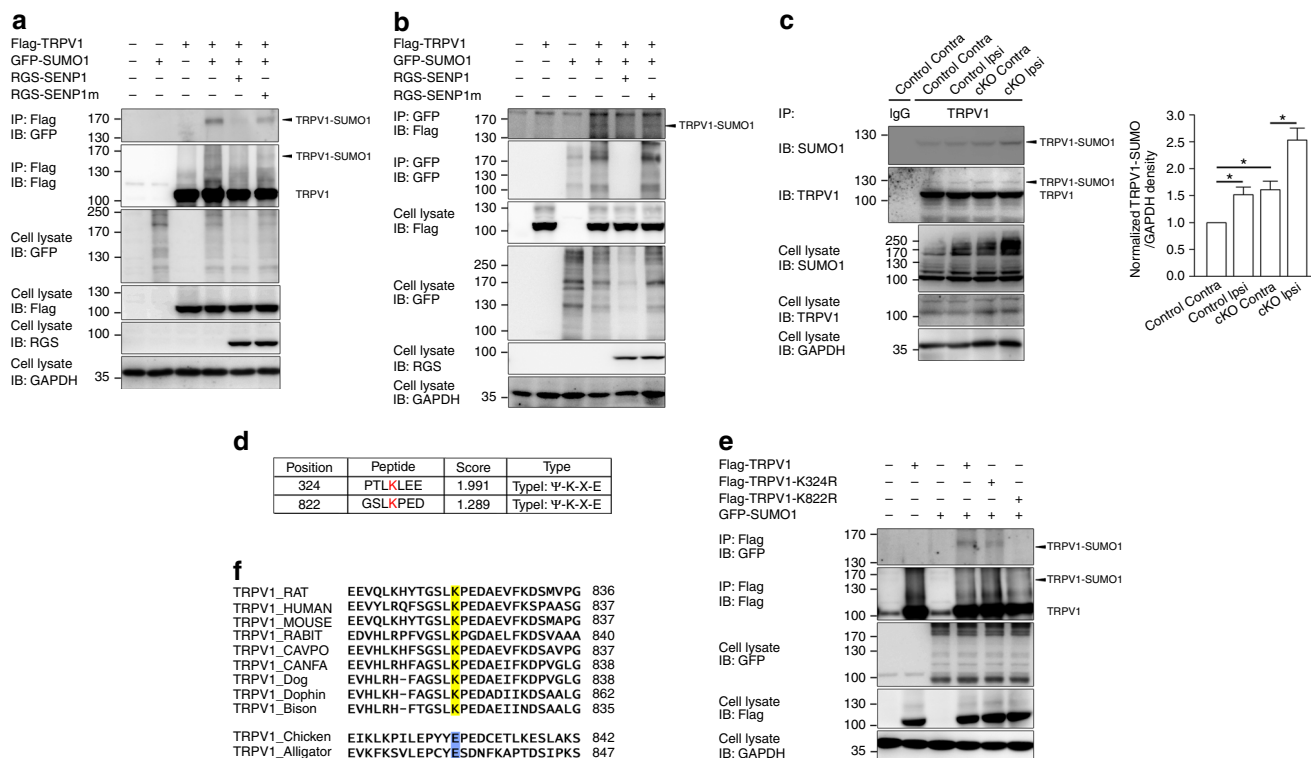 a
Flag-TRPV1 – – + + + +
GFP-SUMO1 – + – + + +
RGS-SENP1 – – – – + –
RGS-SENP1m – – – – – +
IP: Flag
IB: GFP
170
130
TRPV1-SUMO1
IP: Flag
IB: Flag
170
130
100
TRPV1-SUMO1
TRPV1
Cell lysate
IB: GFP
250
130
Cell lysate
IB: Flag
130
100
Cell lysate
IB: RGS
100
Cell lysate
IB: GAPDH
35
b
Flag-TRPV1 – + – + + +
GFP-SUMO1 – – + + + +
RGS-SENP1 – – – – + –
RGS-SENP1m – – – – – +
IP: GFP
IB: Flag
170
130
TRPV1-SUMO1
IP: GFP
IB: GFP
170
130
100
Cell lysate
IB: Flag
130
100
Cell lysate
IB: GFP
250
170
130
100
Cell lysate
IB: RGS
100
Cell lysate
IB: GAPDH
35
c
Control Contra
Control Contra
Control Ipsi
cKO Contra
cKO Ipsi
IP: IgG TRPV1
IB: SUMO1
130
TRPV1-SUMO1
IB: TRPV1
130
100
TRPV1-SUMO1
TRPV1
Cell lysate
IB: SUMO1
250
170
130
100
Cell lysate
IB: TRPV1
100
Cell lysate
IB: GAPDH
35
Normalized TRPV1-SUMO
/GAPDH density
3.0
2.5
2.0
1.5
1.0
0.5
0.0
*
*
*
Control Contra
Control Ipsi
cKO Contra
cKO Ipsi
d
Position Peptide Score Type
324 PTLKLEE 1.991 TypeI: Ψ-K-X-E
822 GSLKPED 1.289 TypeI: Ψ-K-X-E
e
Flag-TRPV1 – + – + – –
Flag-TRPV1-K324R – – – – + –
Flag-TRPV1-K822R – – – – – +
GFP-SUMO1 – – + + + +
IP: Flag
IB: GFP
170
130
TRPV1-SUMO1
IP: Flag
IB: Flag
170
130
100
TRPV1-SUMO1
TRPV1
Cell lysate
IB: GFP
170
130
100
Cell lysate
IB: Flag
130
100
Cell lysate
IB: GAPDH
35
f
TRPV1_RAT EEVQLKHYTGSLKPEDAEVFKDSMVPG 836
TRPV1_HUMAN EEVYLRQFSGSLKPEDAEVFKSPAASG 837
TRPV1_MOUSE EEVQLKHYTGSLKPEDAEVFKDSMAPG 837
TRPV1_RABIT EDVHLRPFVGSLKPGDAELFKDSVAAA 840
TRPV1_CAVPO EEVHLKHFAGSLKPEDAEVFKDSAVPG 837
TRPV1_CANFA EEVHLRHFAGSLKPEDAEIFKDPVGLG 838
TRPV1_Dog EVHLRH-FAGSLKPEDAEIFKDPVGLG 838
TRPV1_Dophin EVHLKH-FAGSLKPEDADIIKDSAALG 862
TRPV1_Bison EVHLRH-FTGSLKPEDAEIINDSAALG 835
TRPV1_Chicken EIKLKPILEPYYEPEDCETLKESLAKS 842
TRPV1_Alligator EVKFKSVLEPCYESDNFKAPTDSIPKS 847